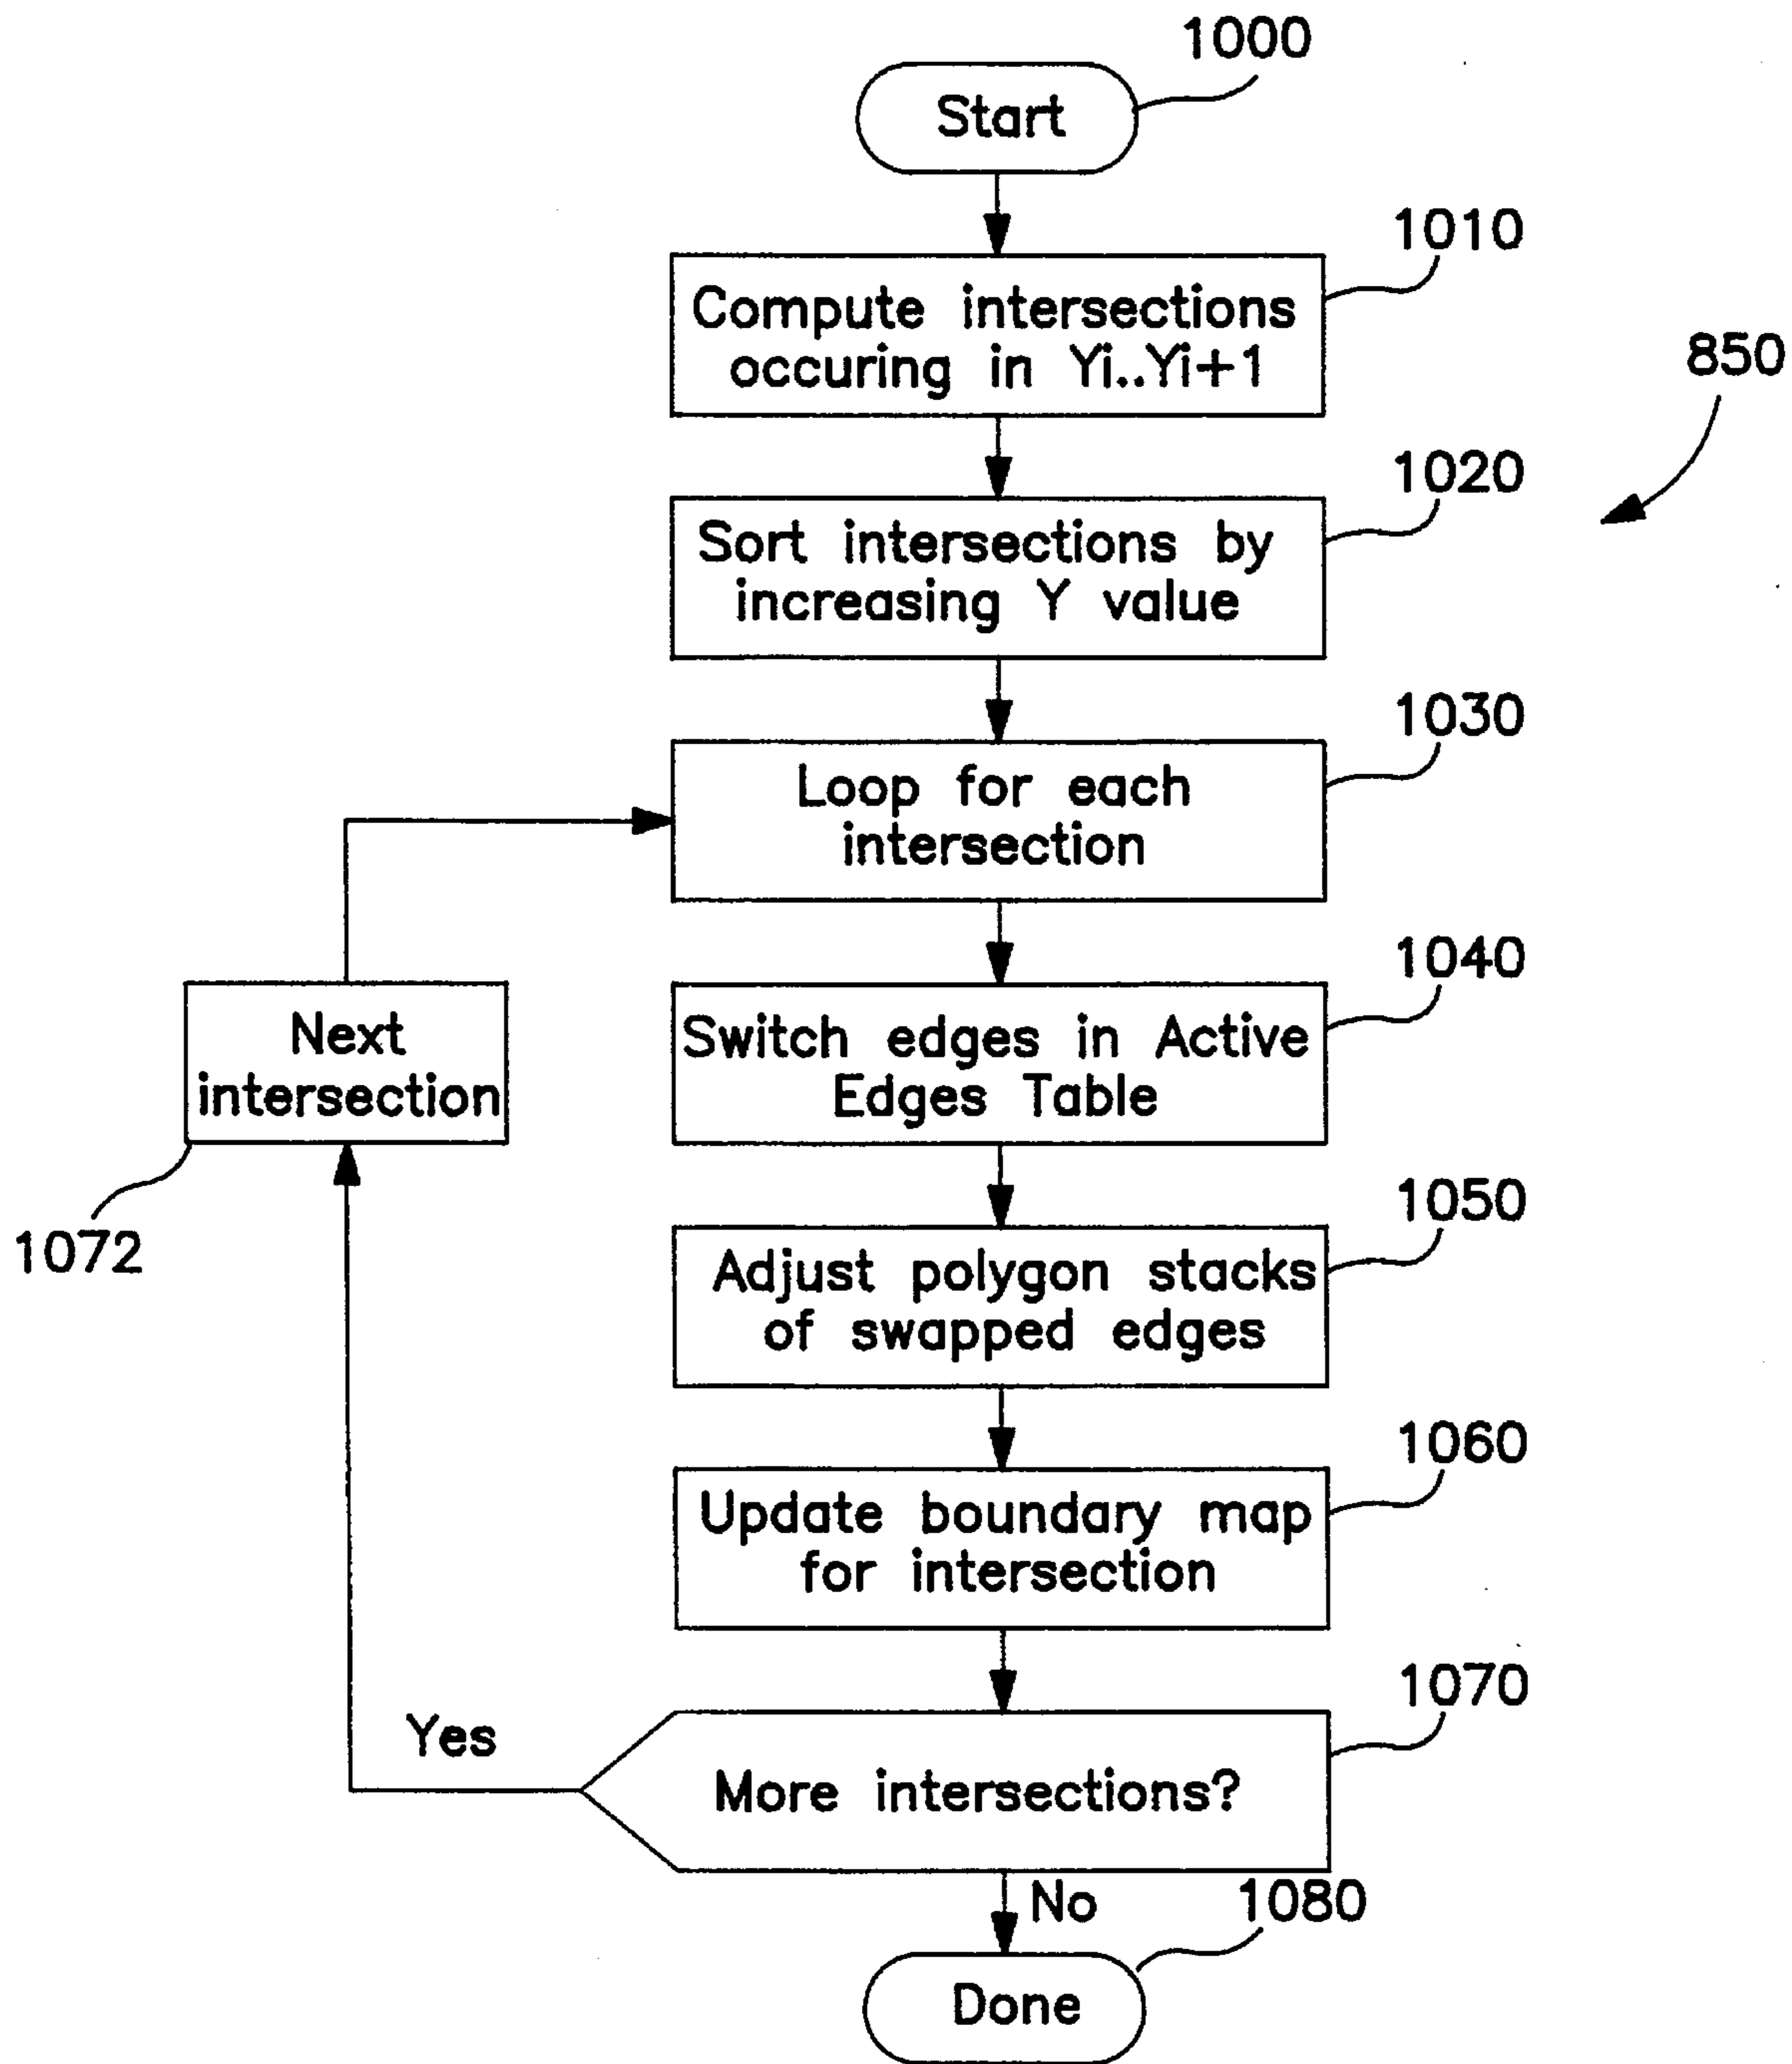 1000
Start
1010
Compute intersections
occuring in Yi..Yi+1
850
1020
Sort intersections by
increasing Y value
1030
Loop for each
intersection
1040
Switch edges in Active
Edges Table
Next
intersection
1072
1050
Adjust polygon stacks
of swapped edges
1060
Update boundary map
for intersection
1070
Yes
More intersections?
No
1080
Done